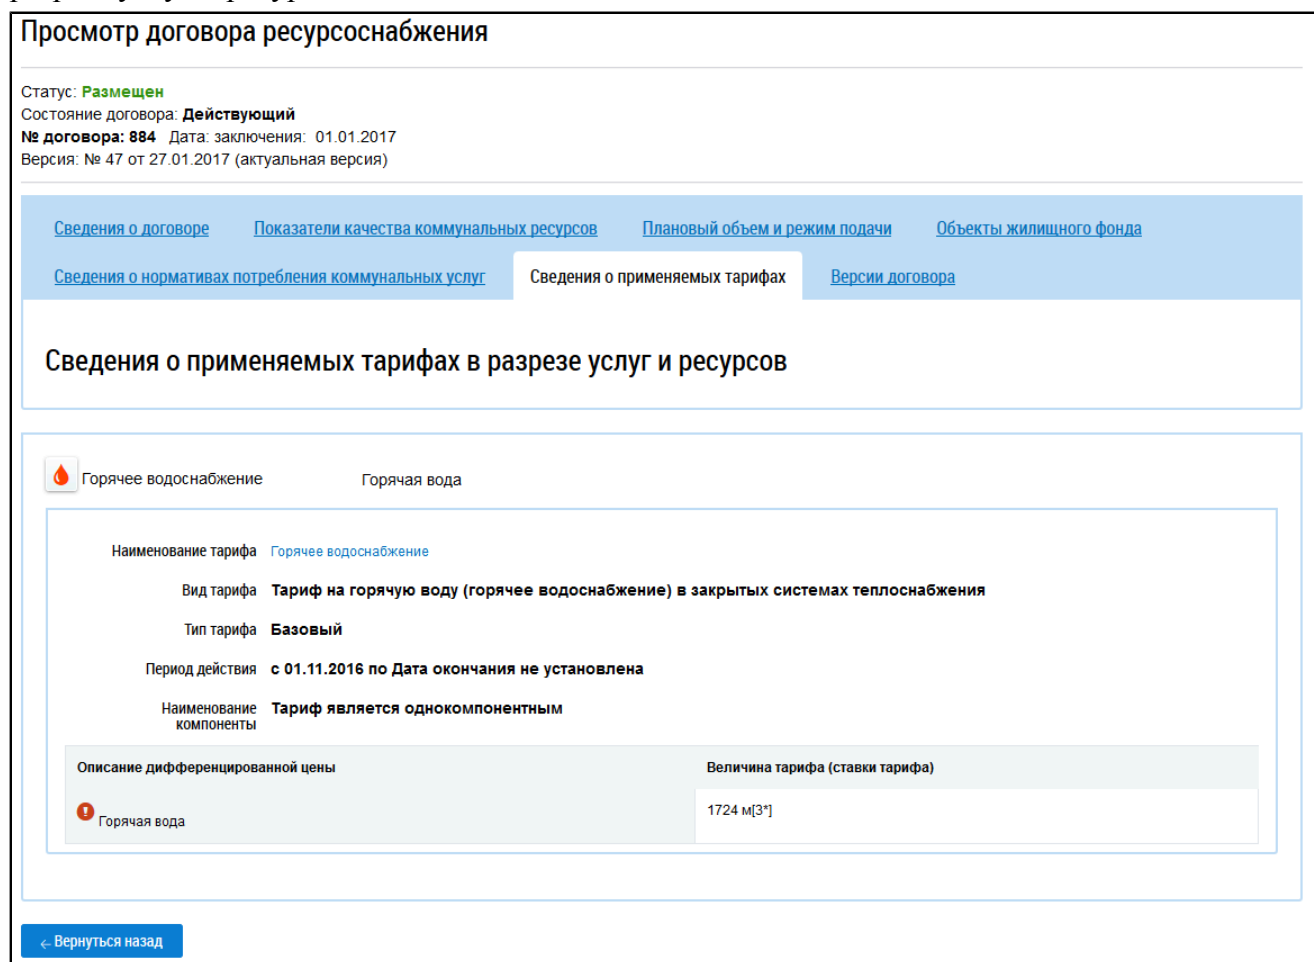 Просмотр договора ресурсоснабжения
Статус: Размещен
Состояние договора: Действующий
№ договора: 884 Дата: заключения: 01.01.2017
Версия: № 47 от 27.01.2017 (актуальная версия)
Сведения о договоре Показатели качества коммунальных ресурсов Плановый объем и режим подачи Объекты жилищного фонда
Сведения о нормативах потребления коммунальных услуг Сведения о применяемых тарифах Версии договора
Сведения о применяемых тарифах в разрезе услуг и ресурсов
Горячее водоснабжение Горячая вода
Наименование тарифа Горячее водоснабжение
Вид тарифа Тариф на горячую воду (горячее водоснабжение) в закрытых системах теплоснабжения
Тип тарифа Базовый
Период действия с 01.11.2016 по Дата окончания не установлена
Наименование компоненты Тариф является однокомпонентным
Описание дифференцированной цены Величина тарифа (ставки тарифа)
Горячая вода 1724 м[3*]
← Вернуться назад